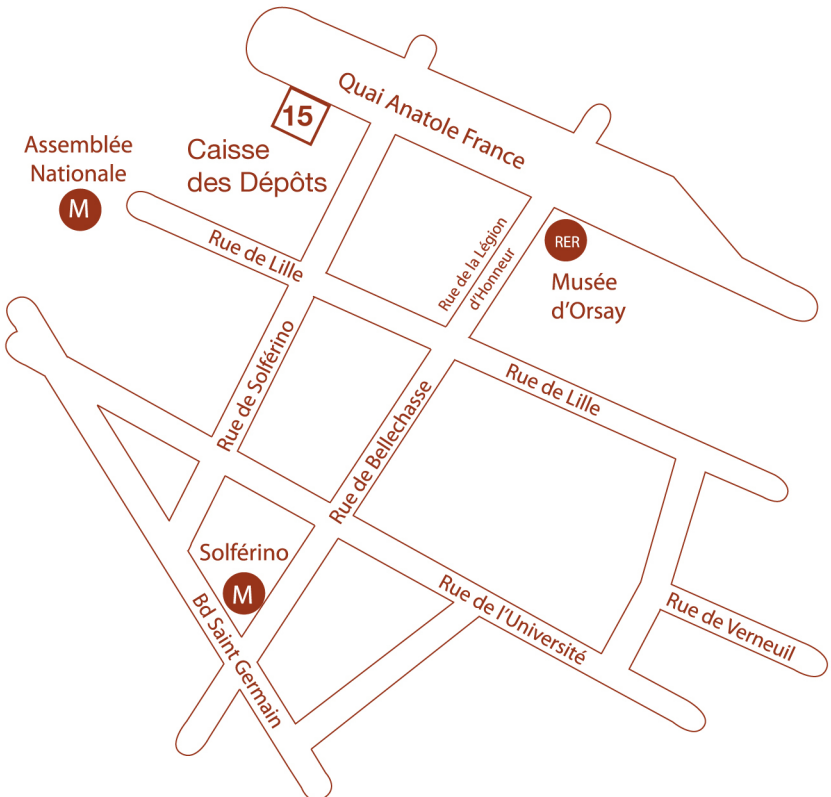 Quai Anatole France
15
Assemblée
Nationale
M
Caisse
des Dépôts
Rue de Lille
Rue de la Légion
d'Honneur
RER
Musée
d'Orsay
Rue de Solférino
Rue de Bellechasse
Rue de Lille
Solférino
M
Bd Saint Germain
Rue de l'Université
Rue de Verneuil